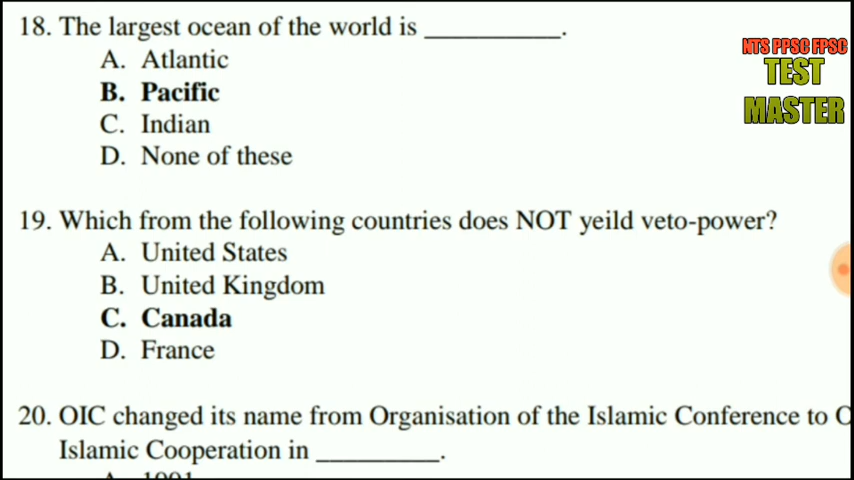 18. The largest ocean of the world is __________.
A. Atlantic
B. Pacific
C. Indian
D. None of these
NTS PPSC FPSC
TEST
MASTER
19. Which from the following countries does NOT yeild veto-power?
A. United States
B. United Kingdom
C. Canada
D. France
20. OIC changed its name from Organisation of the Islamic Conference to
Islamic Cooperation in _________.